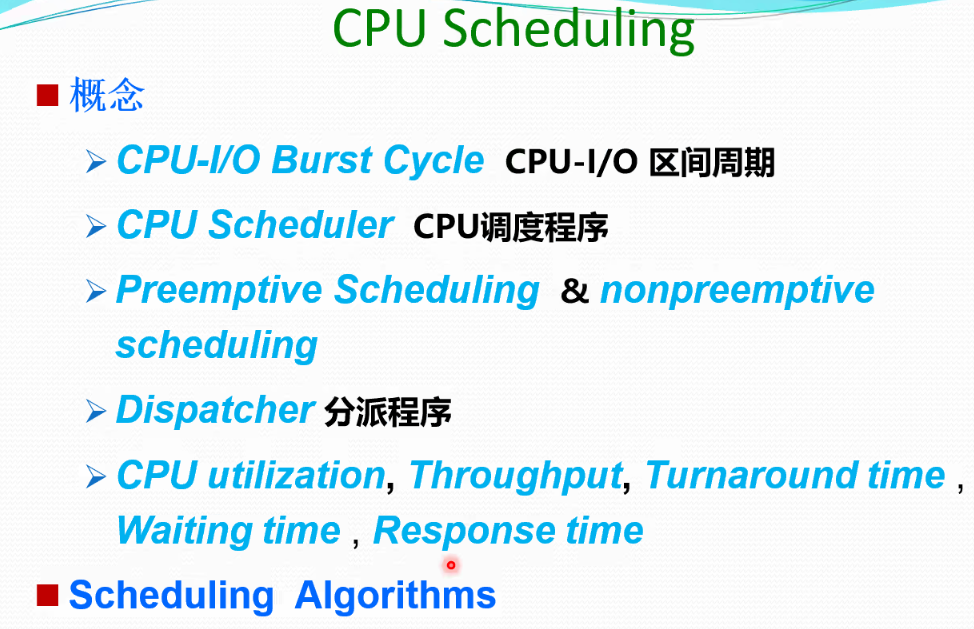 CPU Scheduling
概念
CPU-I/O Burst Cycle CPU-I/O 区间周期
CPU Scheduler CPU调度程序
Preemptive Scheduling & nonpreemptive
scheduling
Dispatcher 分派程序
CPU utilization, Throughput, Turnaround time ,
Waiting time , Response time
Scheduling Algorithms